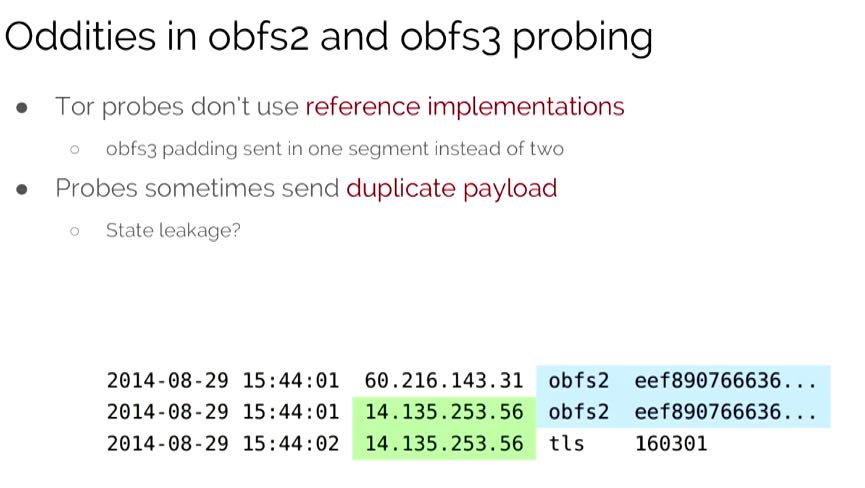 Oddities in obfs2 and obfs3 probing
● Tor probes don't use reference implementations
○ obfs3 padding sent in one segment instead of two
● Probes sometimes send duplicate payload
○ State leakage?
2014-08-29 15:44:01 60.216.143.31 obfs2 eef890766636...
2014-08-29 15:44:01 14.135.253.56 obfs2 eef890766636...
2014-08-29 15:44:02 14.135.253.56 tls 160301